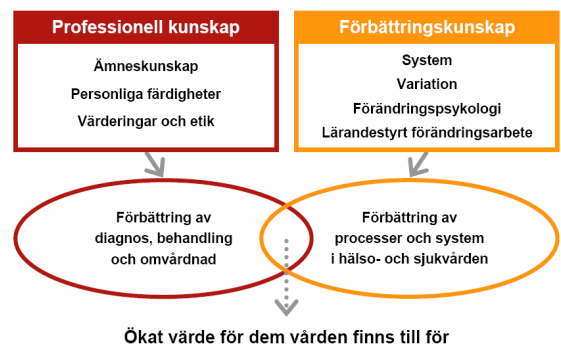 Professionell kunskap
Ämneskunskap
Personliga färdigheter
Värderingar och etik
Förbättringskunskap
System
Variation
Förändringspsykologi
Lärandestyrt förändringsarbete
Förbättring av
diagnos, behandling
och omvårdnad
Förbättring av
processer och system
i hälso- och sjukvården
Ökat värde för dem vården finns till för